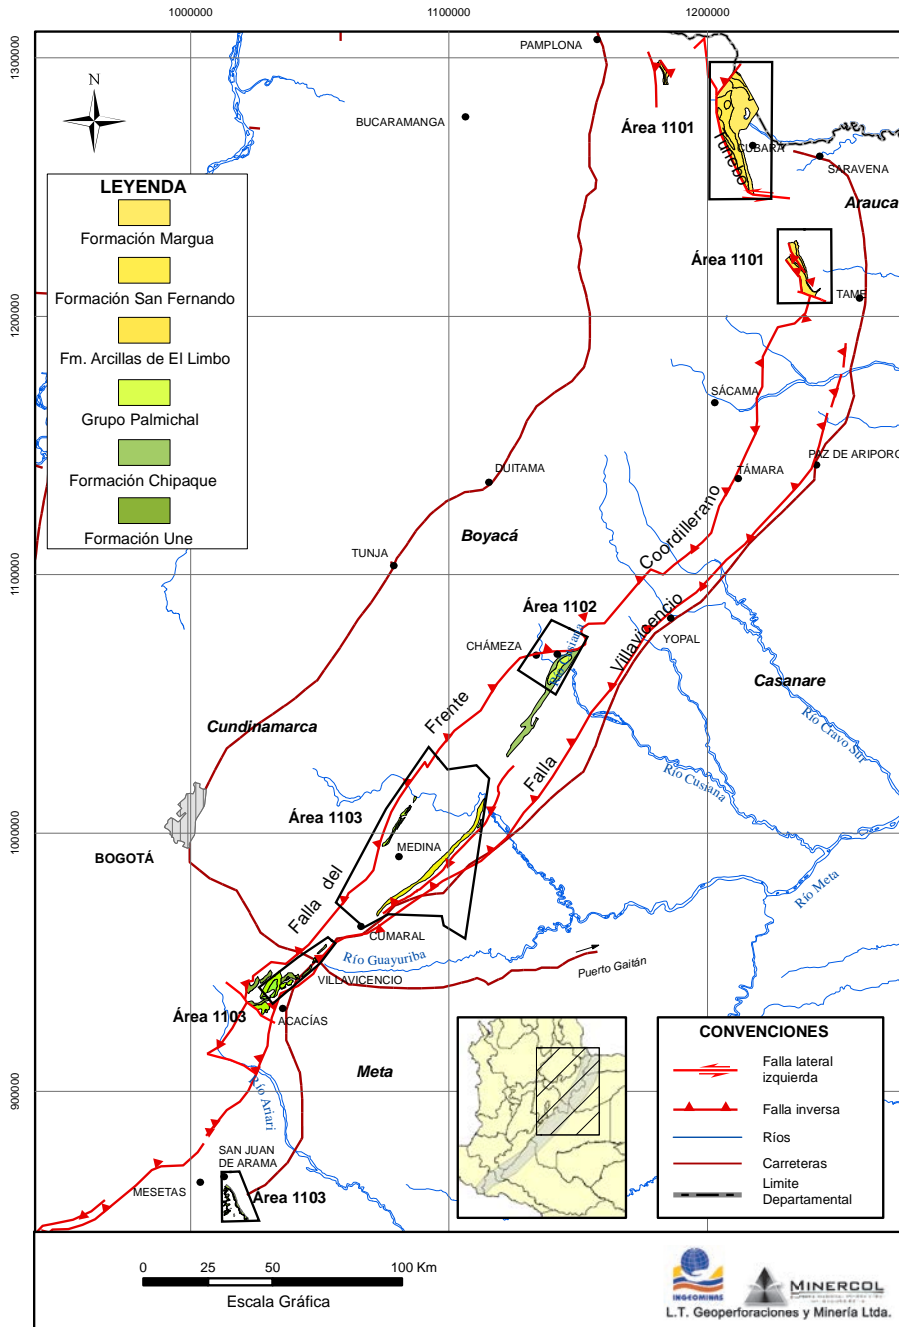 1000000
1100000
1200000
1300000
PAMPLONA
N
BUCARAMANGA
Área 1101
Tunebo
CUBARÁ
SARAVENA
Arauca
LEYENDA
Formación Margua
Formación San Fernando
Fm. Arcillas de El Limbo
Grupo Palmichal
Formación Chipaque
Formación Une
Área 1101
TAME
1200000
SÁCAMA
PAZ DE ARIPORO
TÁMARA
DUITAMA
Boyacá
TUNJA
1100000
Falla del Frente Coordillerano
Área 1102
CHÁMEZA
Falla Villavicencio
YOPAL
Casanare
Cundinamarca
Río Cravo Sur
Río Cusiana
Área 1103
1000000
MEDINA
BOGOTÁ
Río Meta
CUMARAL
Río Guayuriba
VILLAVICENCIO
Puerto Gaitán
Área 1103
ACACÍAS
Meta
900000
Río Ariari
SAN JUAN
DE ARAMA
MESETAS
Área 1103
CONVENCIONES
Falla lateral
izquierda
Falla inversa
Ríos
Carreteras
Limite
Departamental
0 25 50 100 Km
Escala Gráfica
INGEOMINAS
MINERCOL
L.T. Geoperforaciones y Minería Ltda.